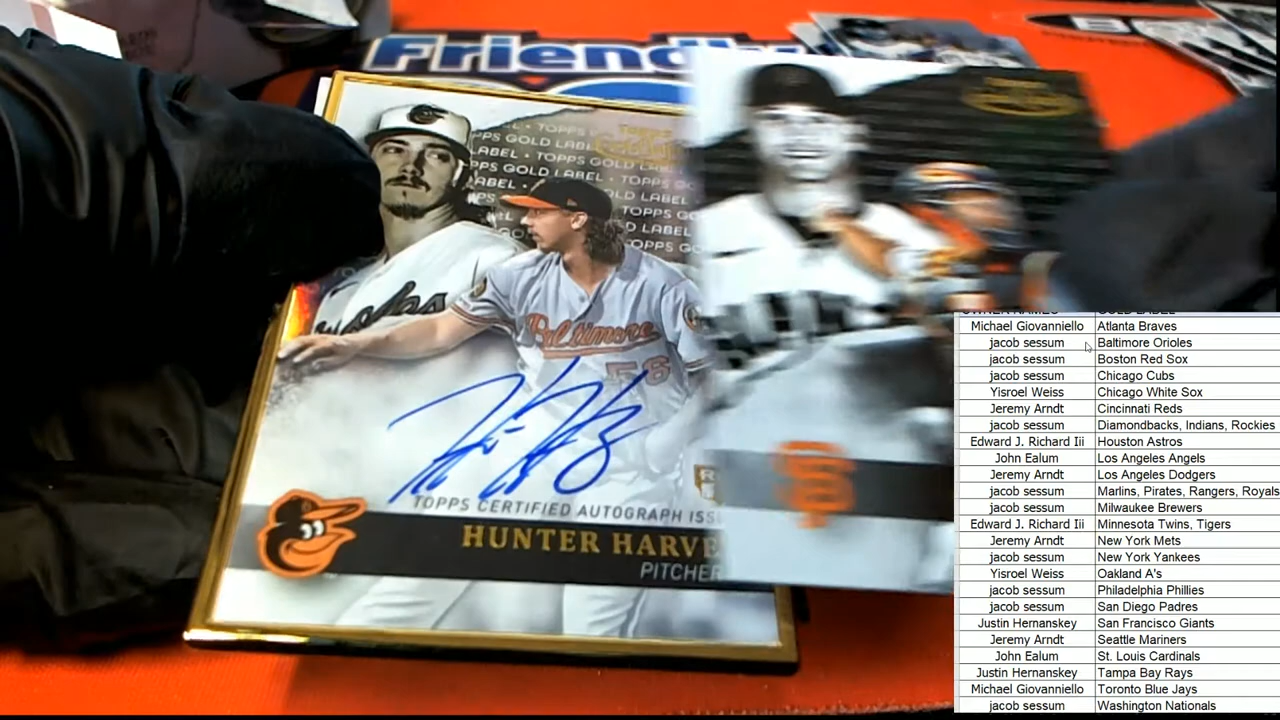 Friendly
TOPPS GOLD LABEL
TOPPS GOLD LABEL
Baltimore
56
TOPPS CERTIFIED AUTOGRAPH ISS
HUNTER HARVE
PITCHER
SF
OWNER NAMES GOLD LABEL
Michael Giovanniello Atlanta Braves
jacob sessum Baltimore Orioles
jacob sessum Boston Red Sox
jacob sessum Chicago Cubs
Yisroel Weiss Chicago White Sox
Jeremy Arndt Cincinnati Reds
jacob sessum Diamondbacks, Indians, Rockies
Edward J. Richard Iii Houston Astros
John Ealum Los Angeles Angels
Jeremy Arndt Los Angeles Dodgers
jacob sessum Marlins, Pirates, Rangers, Royals
jacob sessum Milwaukee Brewers
Edward J. Richard Iii Minnesota Twins, Tigers
Jeremy Arndt New York Mets
jacob sessum New York Yankees
Yisroel Weiss Oakland A's
jacob sessum Philadelphia Phillies
jacob sessum San Diego Padres
Justin Hernanskey San Francisco Giants
Jeremy Arndt Seattle Mariners
John Ealum St. Louis Cardinals
Justin Hernanskey Tampa Bay Rays
Michael Giovanniello Toronto Blue Jays
jacob sessum Washington Nationals